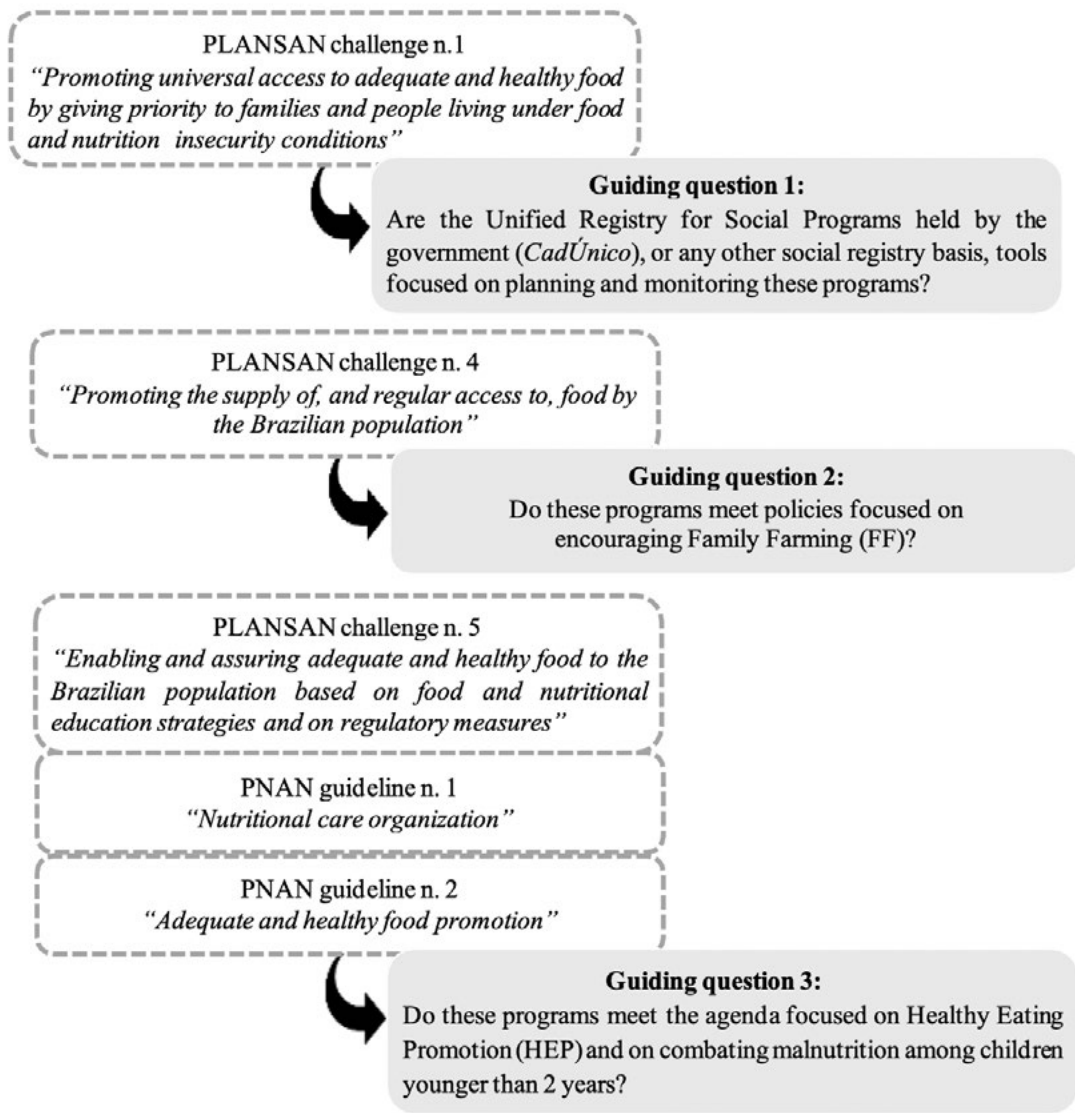 PLANSAN challenge n.1
“Promoting universal access to adequate and healthy food
by giving priority to families and people living under food
and nutrition insecurity conditions”
Guiding question 1:
Are the Unified Registry for Social Programs held by the
government (CadÚnico), or any other social registry basis, tools
focused on planning and monitoring these programs?
PLANSAN challenge n. 4
“Promoting the supply of, and regular access to, food by
the Brazilian population”
Guiding question 2:
Do these programs meet policies focused on
encouraging Family Farming (FF)?
PLANSAN challenge n. 5
“Enabling and assuring adequate and healthy food to the
Brazilian population based on food and nutritional
education strategies and on regulatory measures”
PNAN guideline n. 1
“Nutritional care organization”
PNAN guideline n. 2
“Adequate and healthy food promotion”
Guiding question 3:
Do these programs meet the agenda focused on Healthy Eating
Promotion (HEP) and on combating malnutrition among children
younger than 2 years?